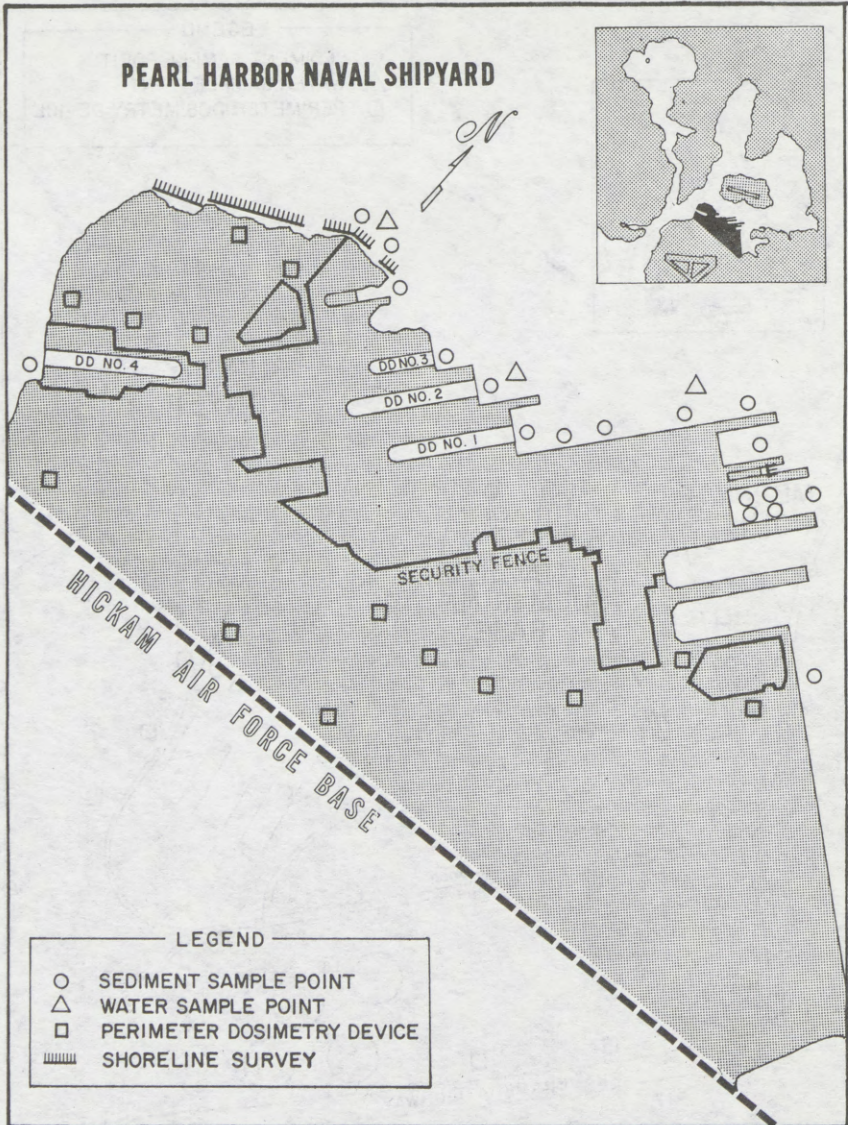 PEARL HARBOR NAVAL SHIPYARD
N
DD NO. 4
DD NO. 3
DD NO. 2
DD NO. 1
SECURITY FENCE
HICKAM AIR FORCE BASE
LEGEND
SEDIMENT SAMPLE POINT
WATER SAMPLE POINT
PERIMETER DOSIMETRY DEVICE
SHORELINE SURVEY